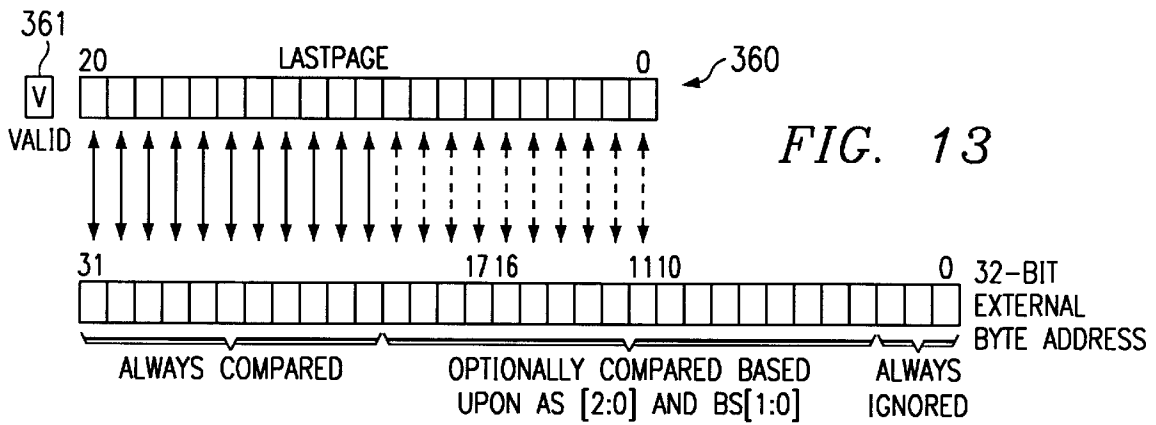 361
20 LASTPAGE 0
360
V
VALID
FIG. 13
31 17 16 11 10 0
32-BIT
EXTERNAL
BYTE ADDRESS
ALWAYS COMPARED
OPTIONALLY COMPARED BASED
UPON AS [2:0] AND BS[1:0]
ALWAYS
IGNORED